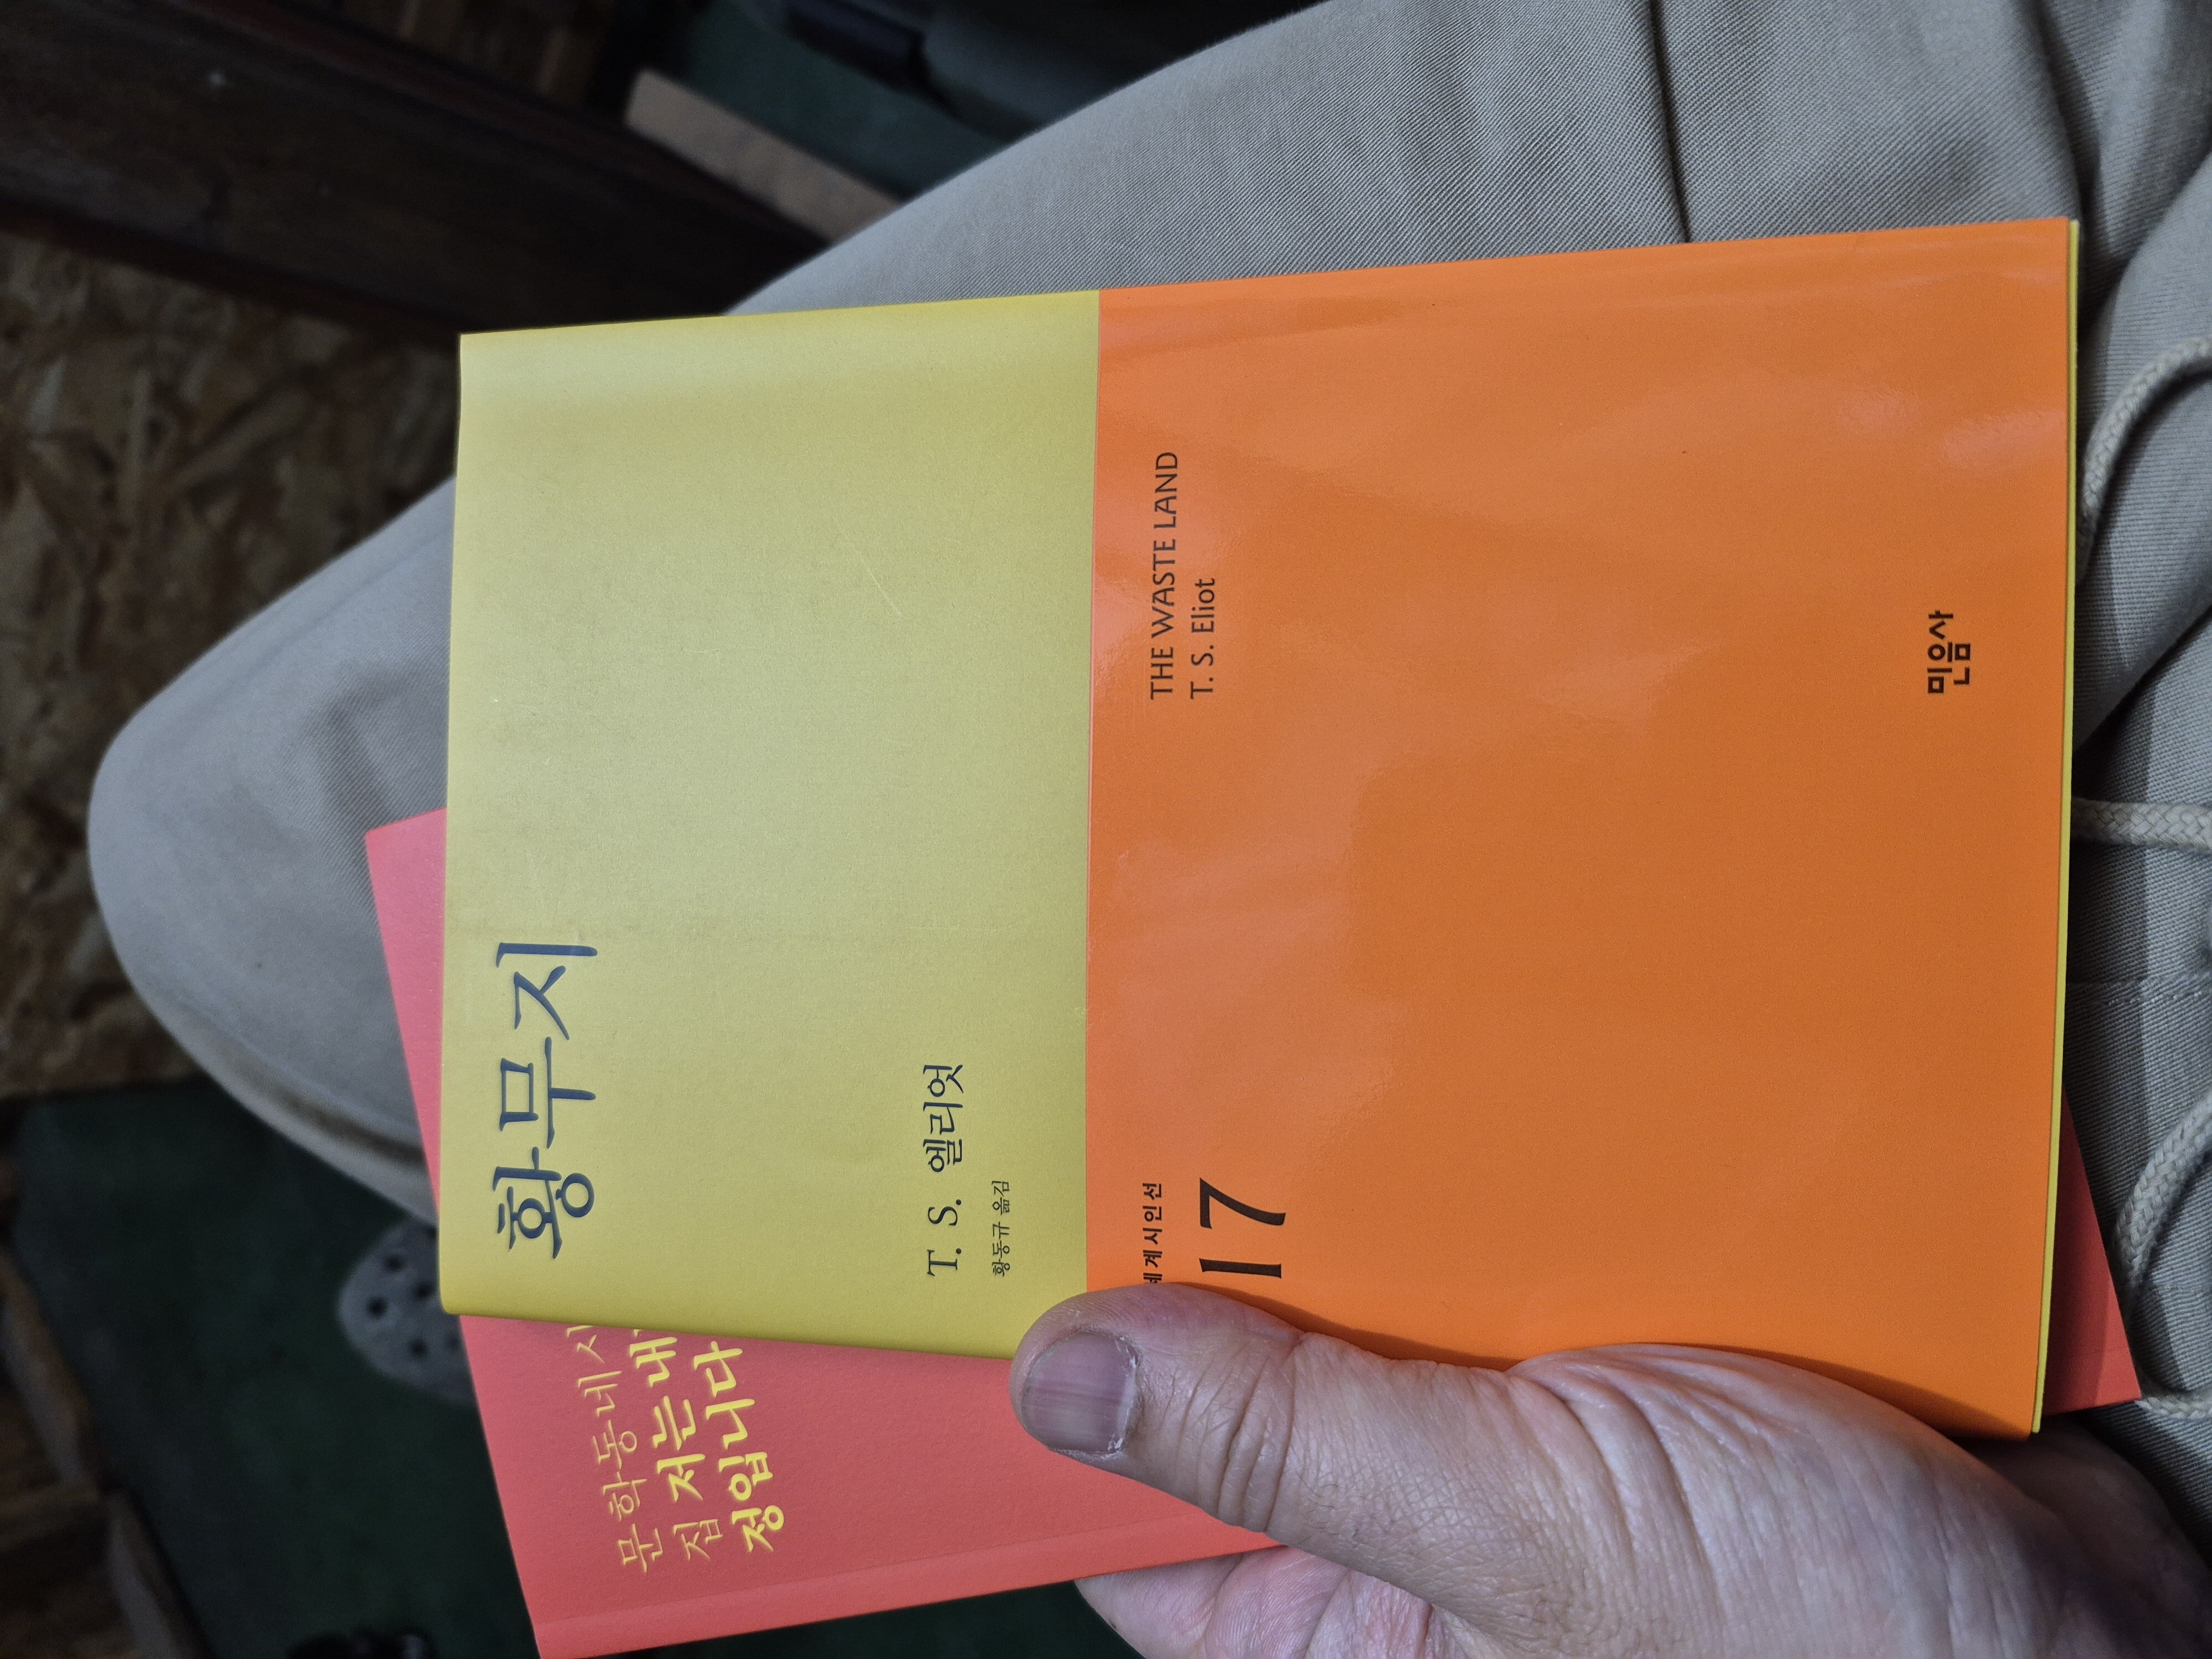 황무지
T. S. 엘리엇
황동규 옮김
세계시인선
17
THE WASTE LAND
T. S. Eliot
민음사
문학동네
집 저는 내
정입니다